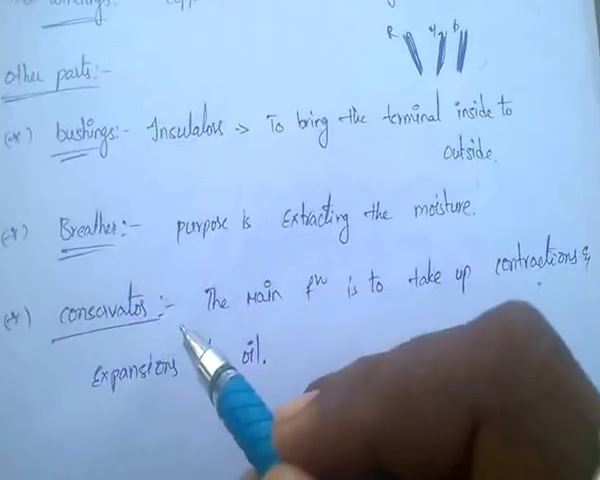 R y b
other parts:-
(*) bushings:- Insulators > To bring the terminal inside to
outside.
(*) Breather:- purpose is Extracting the moisture.
(*) consavator:- The main fⁿ is to take up contractions &
Expansions oil.